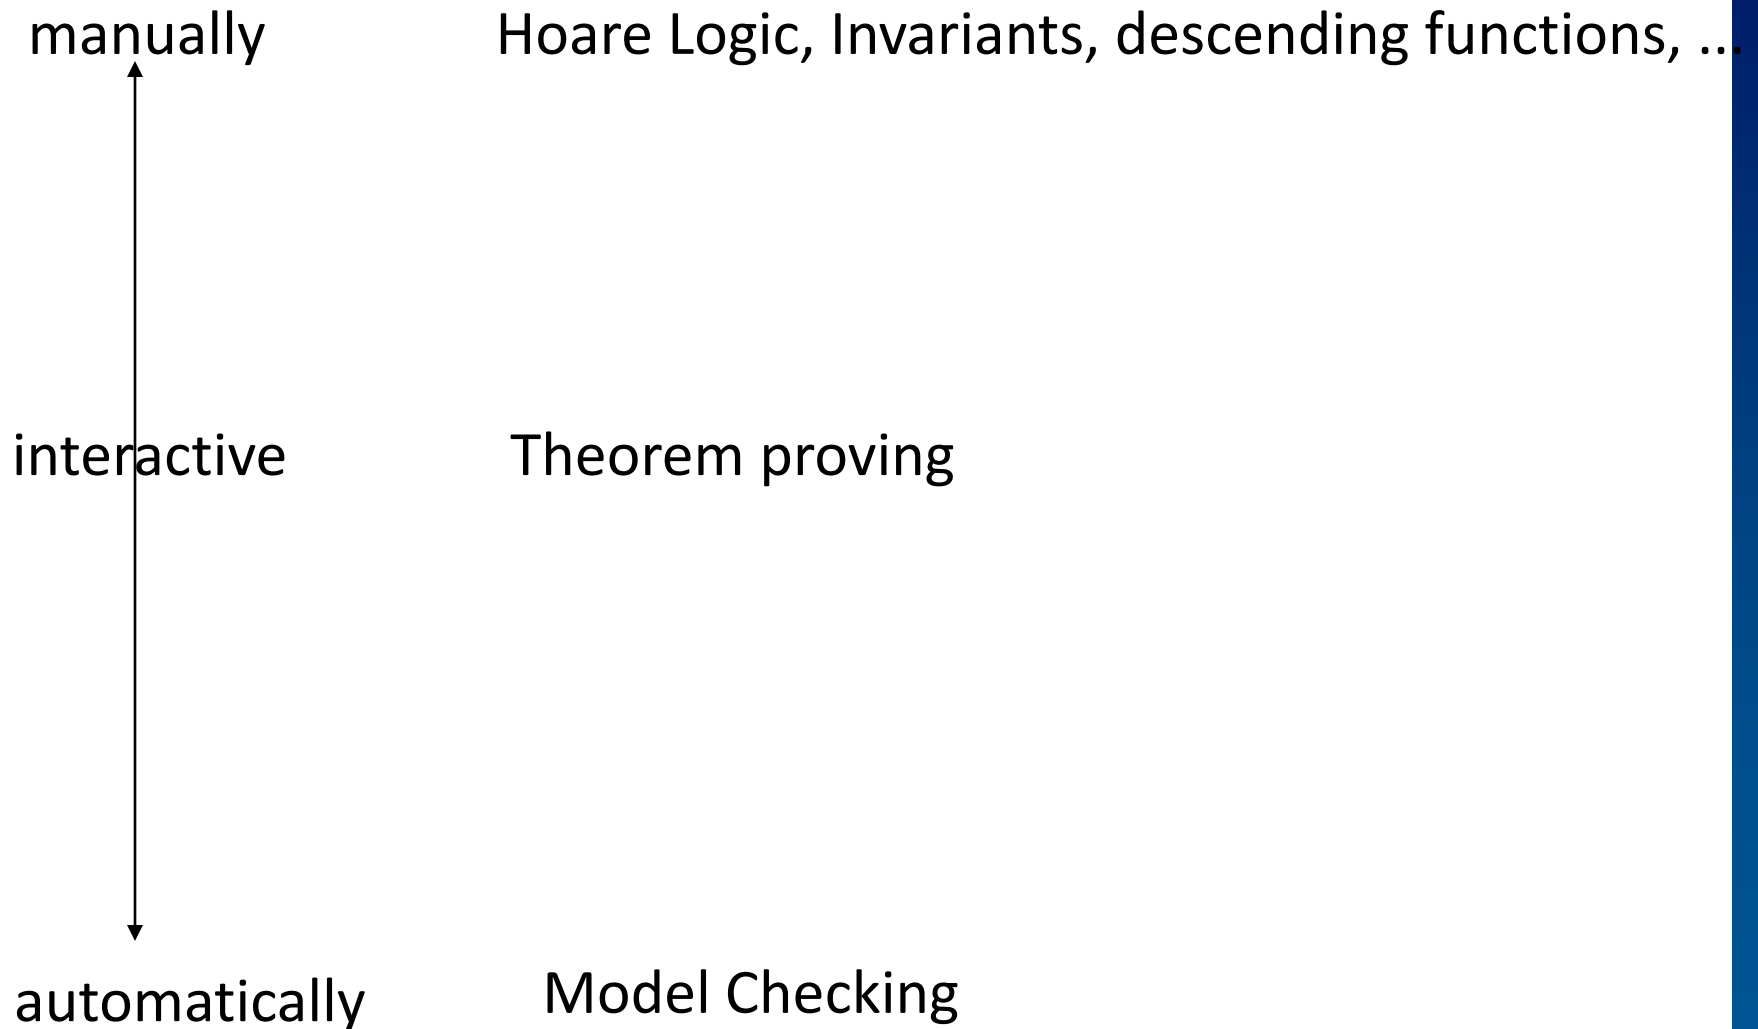 manually
Hoare Logic, Invariants, descending functions, ...
interactive
Theorem proving
automatically
Model Checking